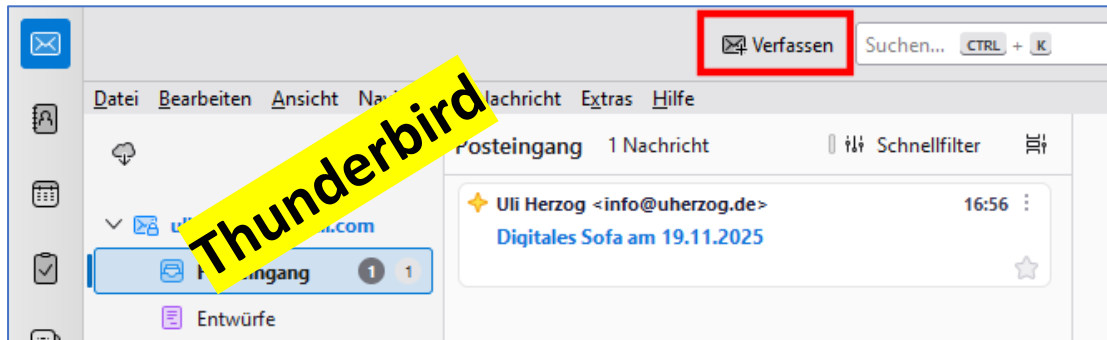 Verfassen Suchen... CTRL + K
Datei Bearbeiten Ansicht Nachricht Extras Hilfe
Thunderbird
Posteingang 1 Nachricht Schnellfilter
Uli Herzog <info@uherzog.de> 16:56
Digitales Sofa am 19.11.2025
1 1
Entwürfe